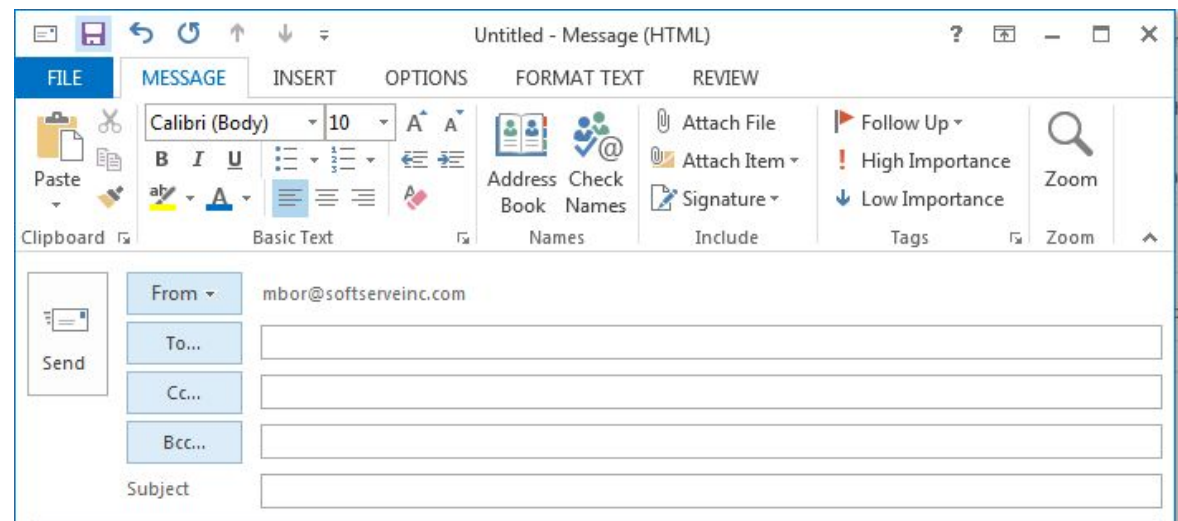 Untitled - Message (HTML) ?
FILE MESSAGE INSERT OPTIONS FORMAT TEXT REVIEW
Calibri (Body) 10 A A
Attach File
Follow Up
B I U
Attach Item
! High Importance
Paste
Address Book
Check Names
Zoom
ab A
Signature
Low Importance
Clipboard Basic Text Names Include Tags Zoom
From mbor@softserveinc.com
Send
To...
Cc...
Bcc...
Subject